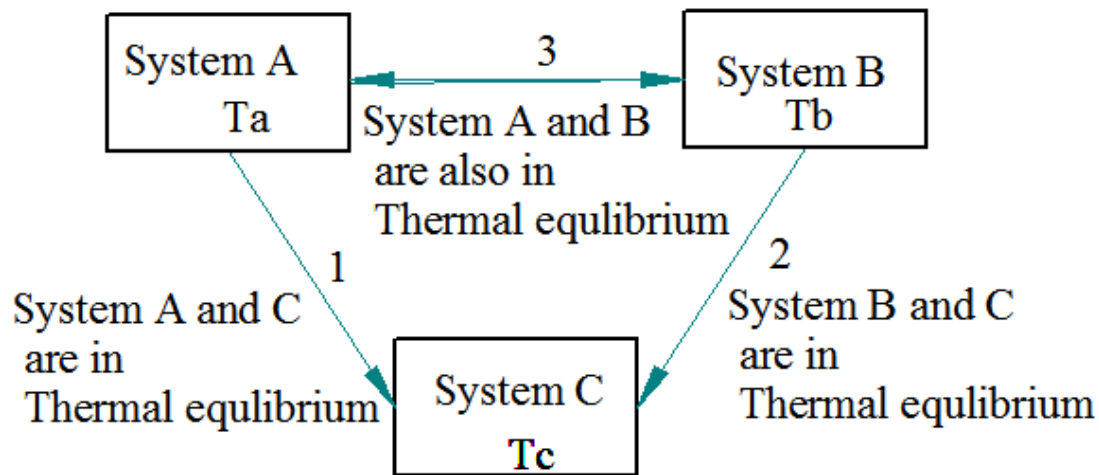 System A
Ta
3
System B
Tb
System A and B
are also in
Thermal equlibrium
1
System A and C
are in
Thermal equlibrium
2
System B and C
are in
Thermal equlibrium
System C
Tc